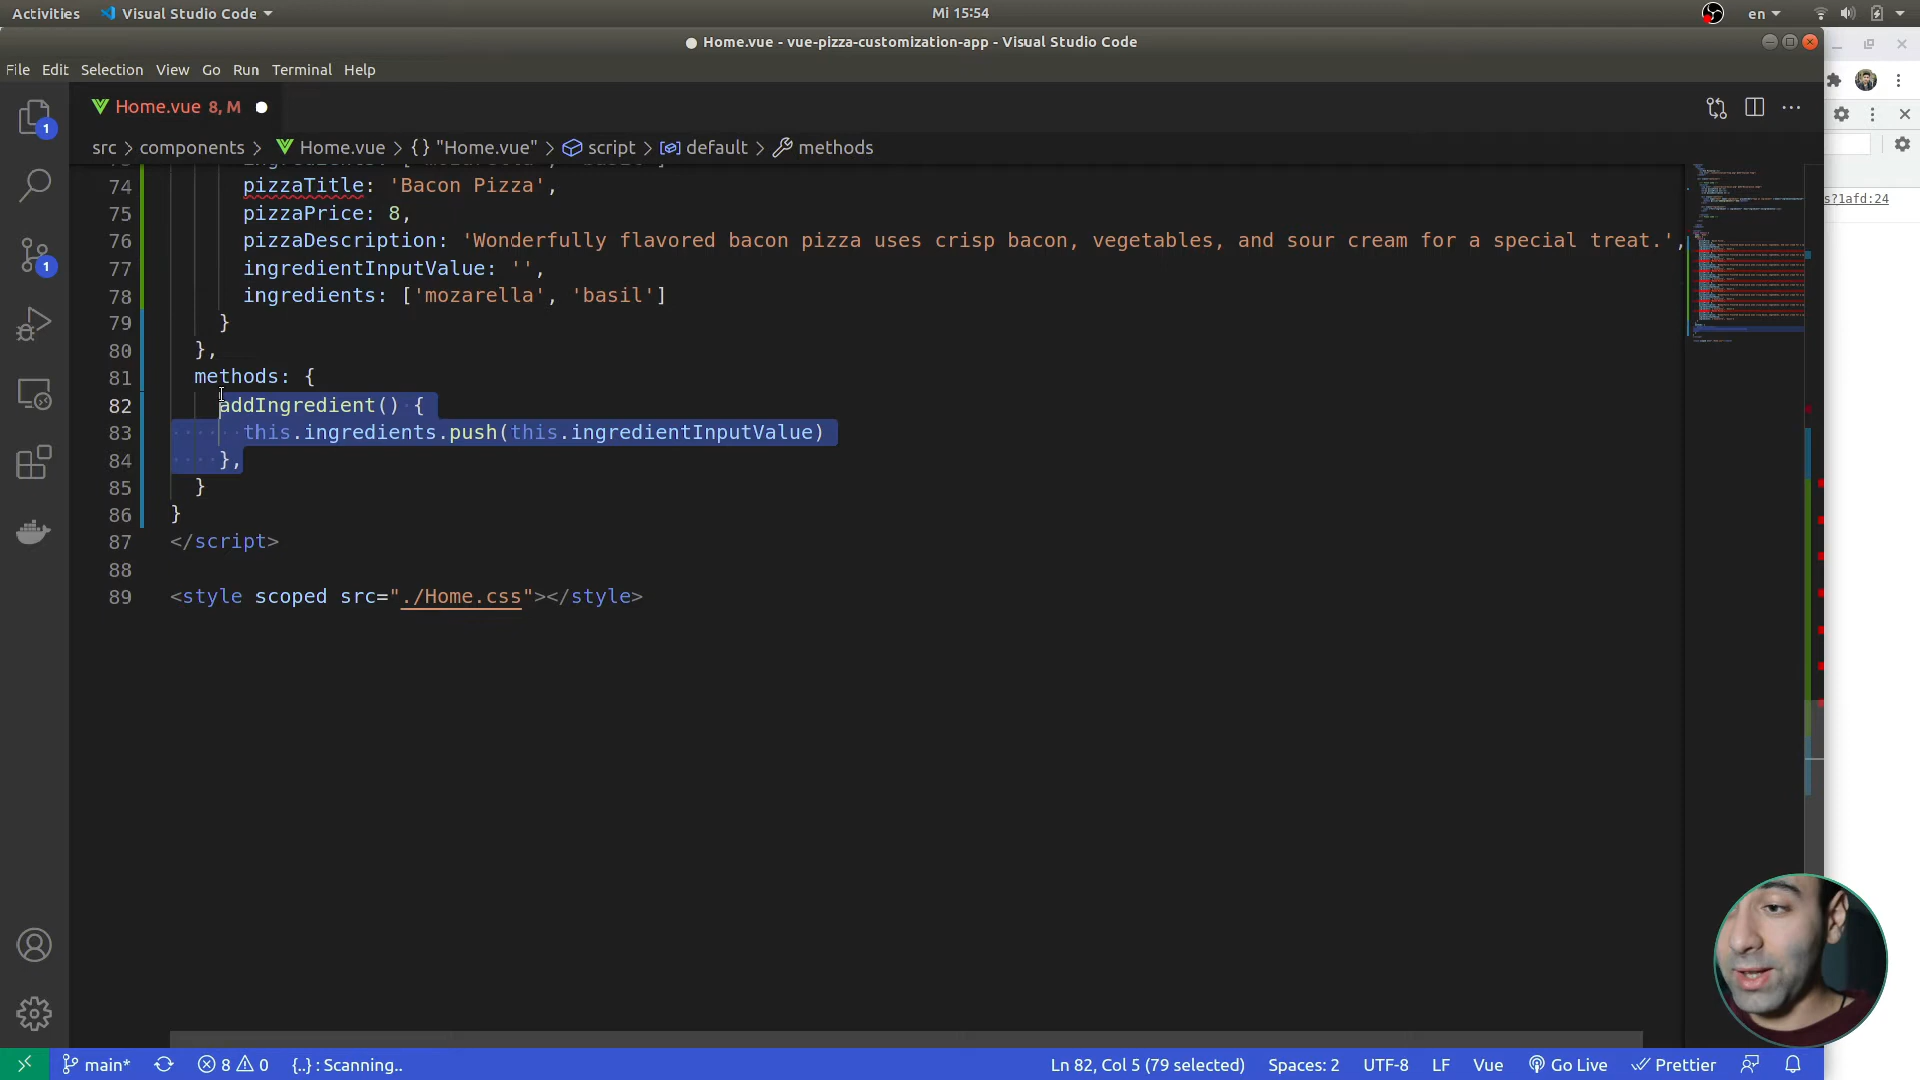 Activities
Visual Studio Code
Mi 15:54
en
Home.vue - vue-pizza-customization-app - Visual Studio Code
File Edit Selection View Go Run Terminal Help
Home.vue 8, M
src > components > Home.vue > {} "Home.vue" > script > default > methods
74 pizzaTitle: 'Bacon Pizza',
75 pizzaPrice: 8,
76 pizzaDescription: 'Wonderfully flavored bacon pizza uses crisp bacon, vegetables, and sour cream for a special treat.',
77 ingredientInputValue: '',
78 ingredients: ['mozarella', 'basil']
79 }
80 },
81 methods: {
82 addIngredient() {
83 this.ingredients.push(this.ingredientInputValue)
84 },
85 }
86 }
87 </script>
88
89 <style scoped src="./Home.css"></style>
s?1afd:24
1
1
main* 8 0 {..} : Scanning..
Ln 82, Col 5 (79 selected) Spaces: 2 UTF-8 LF Vue Go Live Prettier